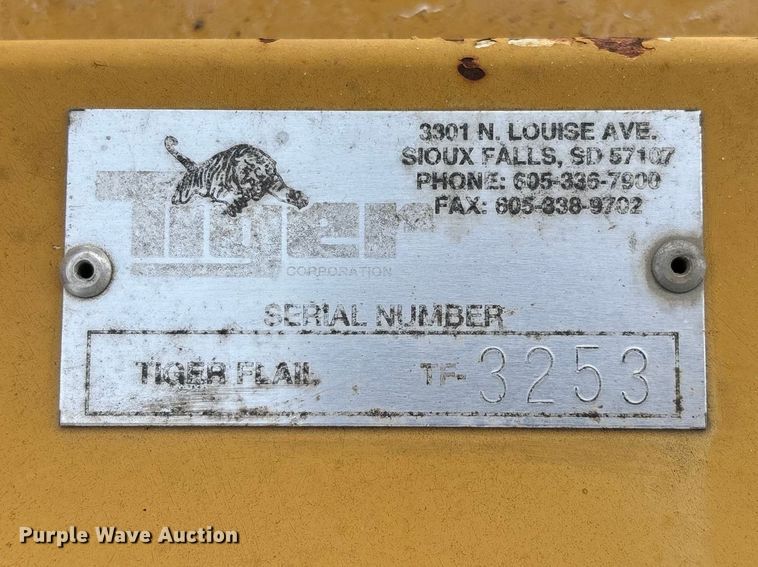 3301 N. LOUISE AVE.
SIOUX FALLS, SD 57107
PHONE: 605-336-7900
FAX: 605-338-9702
Tiger
CORPORATION
SERIAL NUMBER
TIGER FLAIL TF-3253
Purple Wave Auction